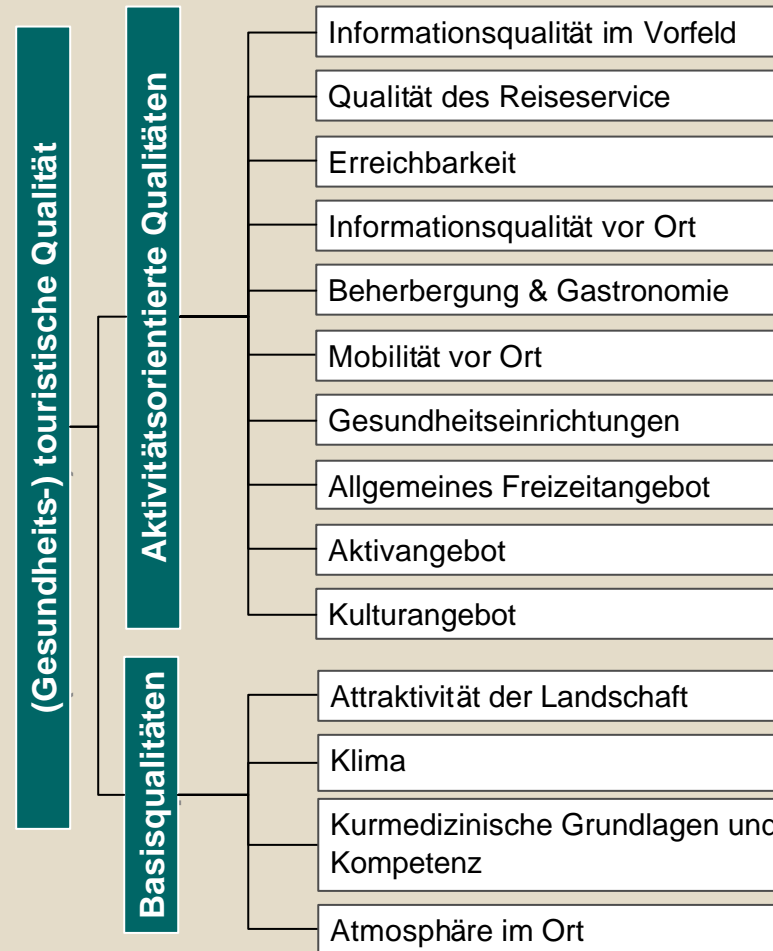 (Gesundheits-) touristische Qualität
Aktivitätsorientierte Qualitäten
Informationsqualität im Vorfeld
Qualität des Reiseservice
Erreichbarkeit
Informationsqualität vor Ort
Beherbergung & Gastronomie
Mobilität vor Ort
Gesundheitseinrichtungen
Allgemeines Freizeitangebot
Aktivangebot
Kulturangebot
Basisqualitäten
Attraktivität der Landschaft
Klima
Kurmedizinische Grundlagen und
Kompetenz
Atmosphäre im Ort